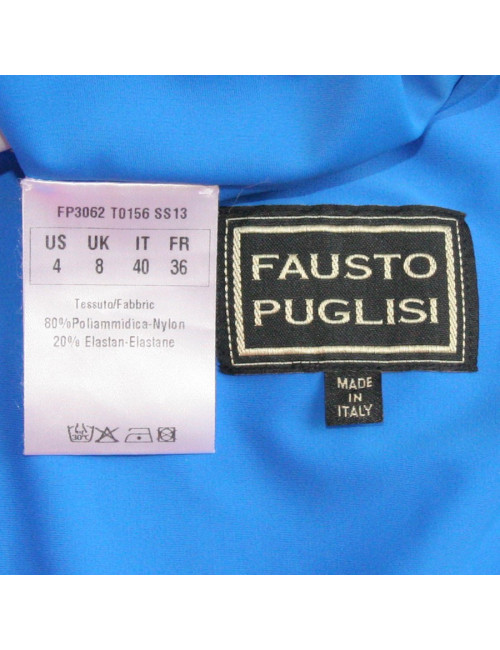 FP3062 T0156 SS13
US UK IT FR
4 8 40 36
Tessuto/Fabbric
80%Poliammidica-Nylon
20% Elastan-Elastane
30°C
FAUSTO
PUGLISI
MADE
IN
ITALY